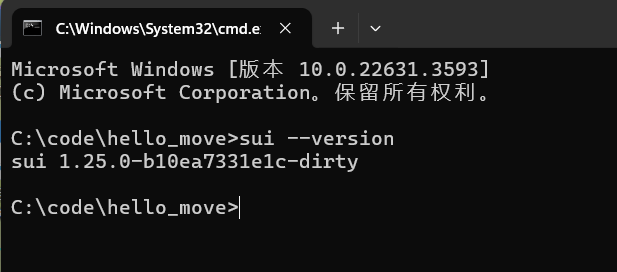 C:\Windows\System32\cmd.e
Microsoft Windows [版本 10.0.22631.3593]
(c) Microsoft Corporation。保留所有权利。
C:\code\hello_move>sui --version
sui 1.25.0-b10ea7331e1c-dirty
C:\code\hello_move>